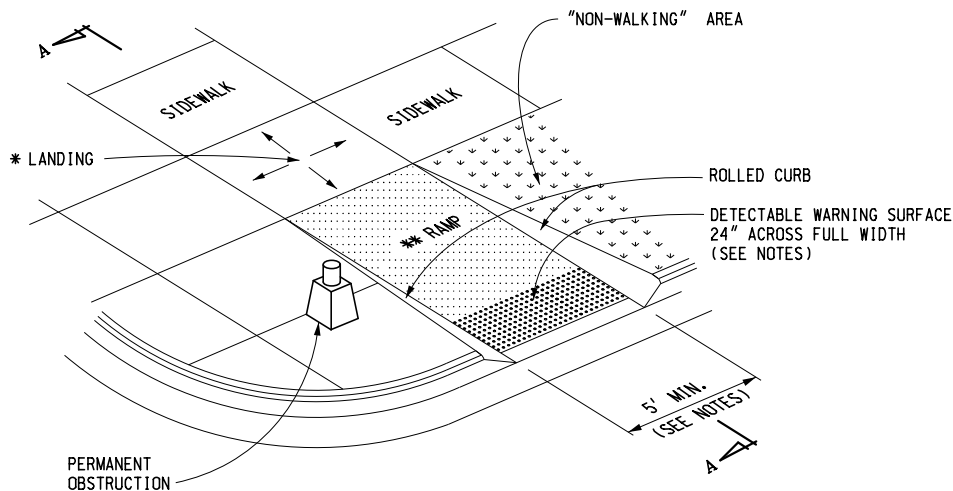 "NON-WALKING" AREA
A
SIDEWALK
SIDEWALK
* LANDING
ROLLED CURB
** RAMP
DETECTABLE WARNING SURFACE
24" ACROSS FULL WIDTH
(SEE NOTES)
5' MIN.
(SEE NOTES)
A
PERMANENT
OBSTRUCTION